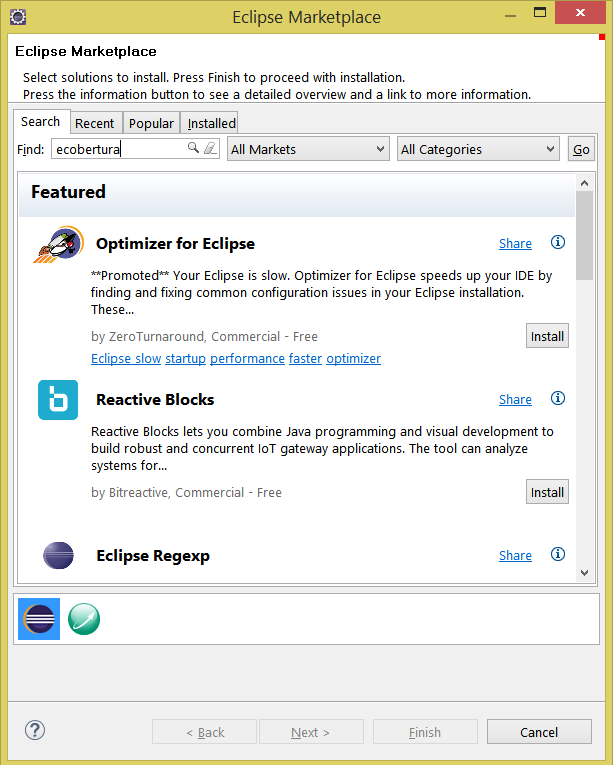 Eclipse Marketplace
Eclipse Marketplace
Select solutions to install. Press Finish to proceed with installation.
Press the information button to see a detailed overview and a link to more information.
Search Recent Popular Installed
Find: ecobertura All Markets All Categories Go
Featured
Optimizer for Eclipse Share
**Promoted** Your Eclipse is slow. Optimizer for Eclipse speeds up your IDE by
finding and fixing common configuration issues in your Eclipse installation.
These...
by ZeroTurnaround, Commercial - Free Install
Eclipse slow startup performance faster optimizer
Reactive Blocks Share
Reactive Blocks lets you combine Java programming and visual development to
build robust and concurrent IoT gateway applications. The tool can analyze
systems for...
by Bitreactive, Commercial - Free Install
Eclipse Regexp Share
< Back Next > Finish Cancel